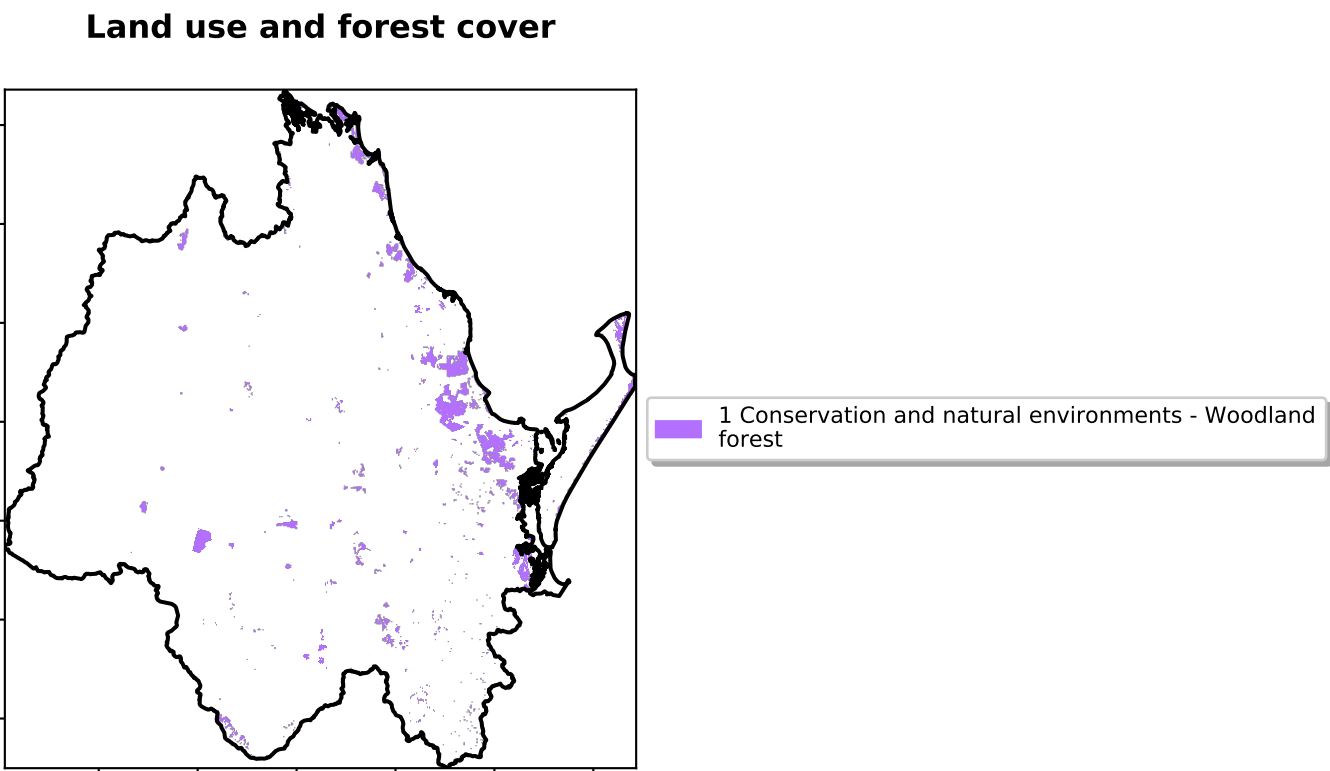 Land use and forest cover
1 Conservation and natural environments - Woodland
forest